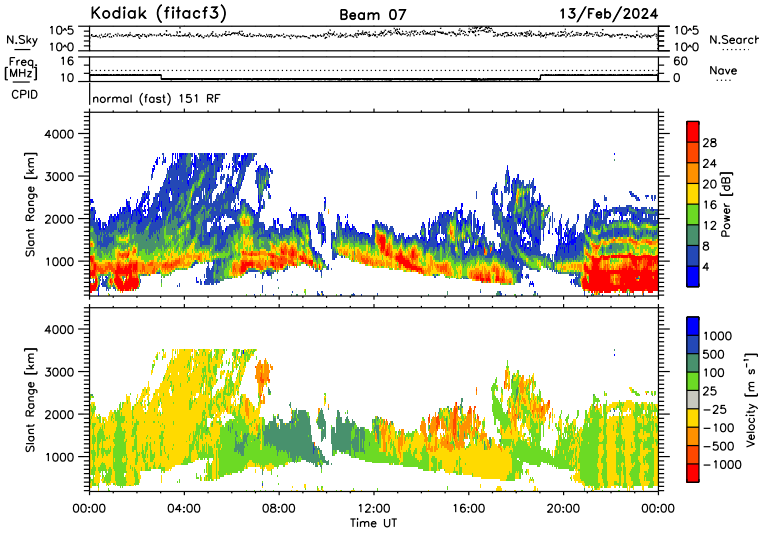 Kodiak (fitacf3) Beam 07 13/Feb/2024
N.Sky 10^5 10^0 10^5 10^0 N.Search
Freq. [MHz] 16 10 60 0 Nave
CPID normal (fast) 151 RF
Slant Range [km] 4000 3000 2000 1000
Power [dB] 28 24 20 16 12 8 4
Slant Range [km] 4000 3000 2000 1000
Velocity [m s^-1] 1000 500 100 25 -25 -100 -500 -1000
00:00 04:00 08:00 12:00 16:00 20:00 00:00
Time UT